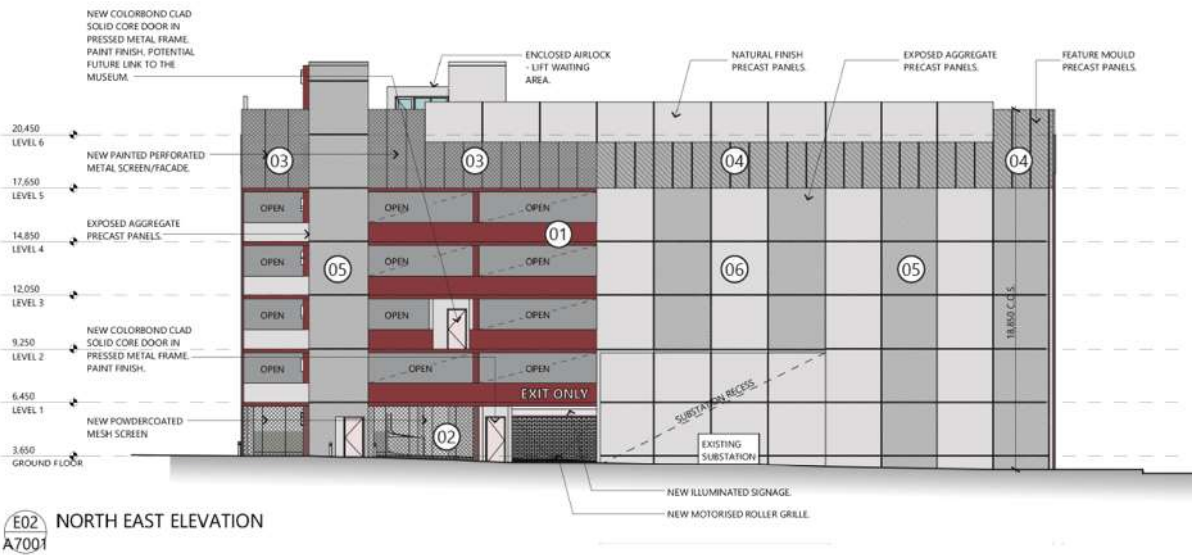 NEW COLORBOND CLAD
SOLID CORE DOOR IN
PRESSED METAL FRAME.
PAINT FINISH, POTENTIAL
FUTURE LINK TO THE
MUSEUM.
ENCLOSED AIRLOCK
- LIFT WAITING
AREA.
NATURAL FINISH
PRECAST PANELS.
EXPOSED AGGREGATE
PRECAST PANELS.
FEATURE MOULD
PRECAST PANELS.
20,450
LEVEL 6
NEW PAINTED PERFORATED
METAL SCREEN/FACADE.
03
03
04
04
17,650
LEVEL 5
OPEN
OPEN
OPEN
EXPOSED AGGREGATE
PRECAST PANELS.
01
14,850
LEVEL 4
OPEN
OPEN
OPEN
05
06
05
12,050
LEVEL 3
OPEN
OPEN
OPEN
18,850 C.O.S.
NEW COLORBOND CLAD
SOLID CORE DOOR IN
PRESSED METAL FRAME.
PAINT FINISH.
9,250
LEVEL 2
OPEN
OPEN
OPEN
EXIT ONLY
SUBSTATION RECESS
6,450
LEVEL 1
NEW POWDERCOATED
MESH SCREEN
02
EXISTING
SUBSTATION
3,650
GROUND FLOOR
NEW ILLUMINATED SIGNAGE.
NEW MOTORISED ROLLER GRILLE.
E02
A7001
NORTH EAST ELEVATION